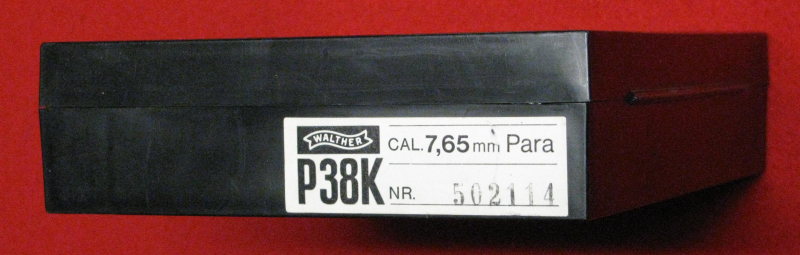 WALTHER
P38K
CAL. 7,65 mm Para
NR. 502114